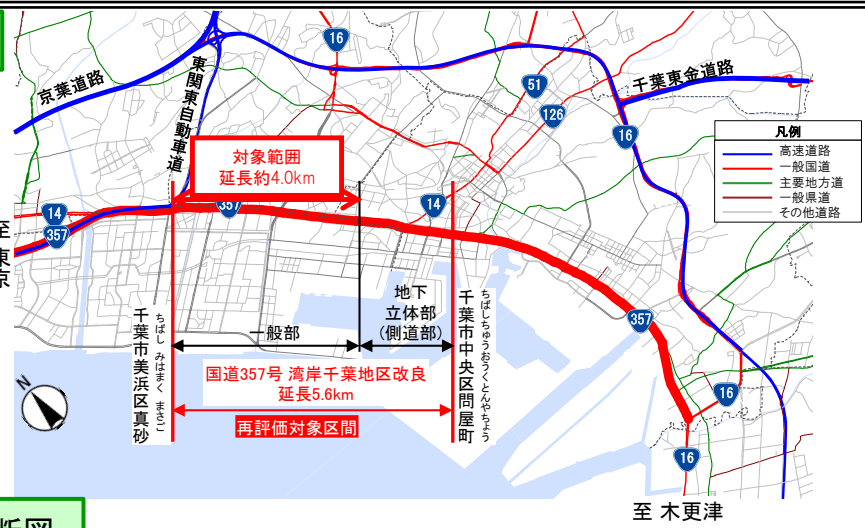 京葉道路
東関東自動車道
16
51
126
千葉東金道路
16
凡例
高速道路
一般国道
主要地方道
一般県道
その他道路
対象範囲
延長約4.0km
14
357
357
14
至 東京
地下
立体部
(側道部)
一般部
千葉市美浜区真砂
ちばし みはまく まさご
千葉市中央区問屋町
ちばしちゅうおうくとんやちょう
国道357号 湾岸千葉地区改良
延長5.6km
再評価対象区間
357
16
16
N
至 木更津